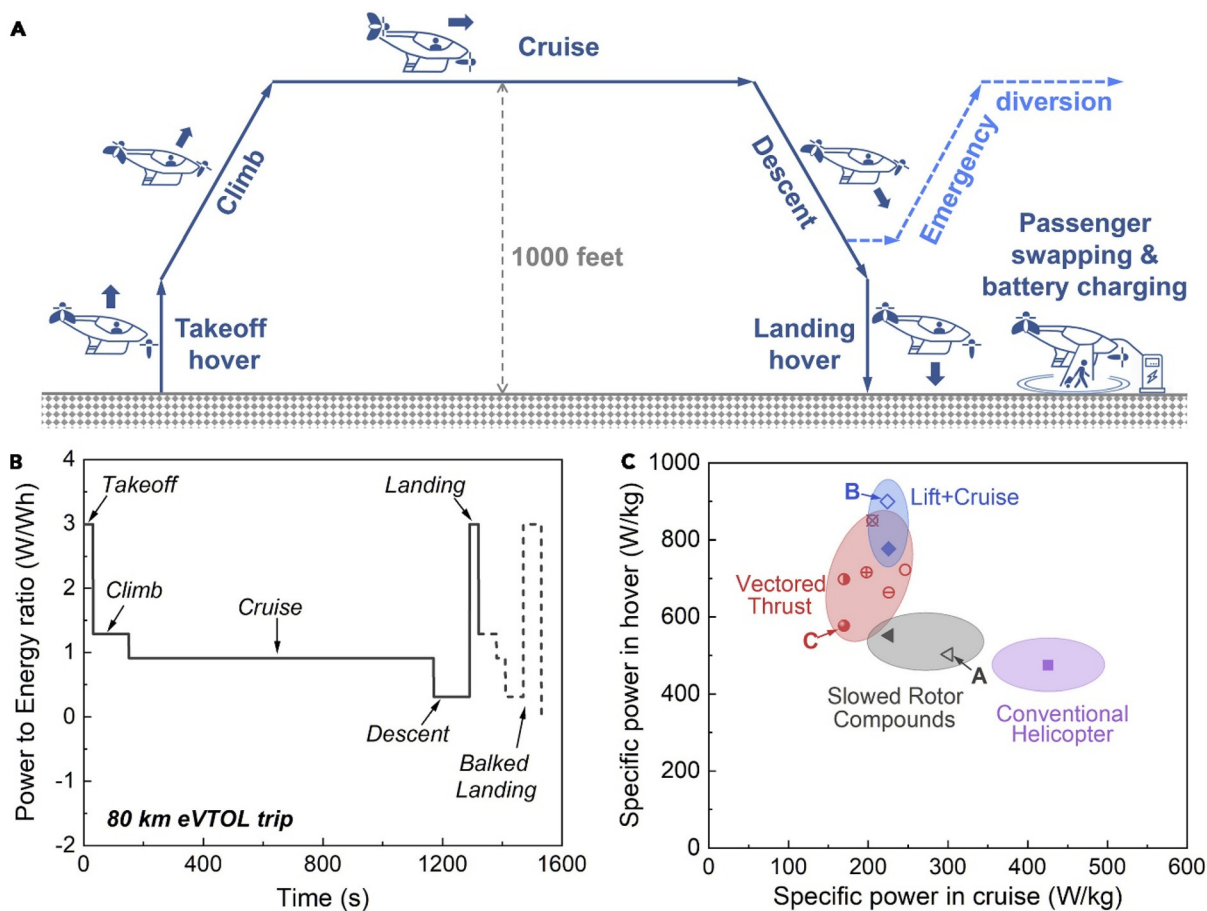 A
Cruise
Climb
1000 feet
Takeoff
hover
Descent
Landing
hover
Emergency
diversion
Passenger
swapping &
battery charging
B
Power to Energy ratio (W/Wh)
4
3
2
1
0
-1
-2
Takeoff
Climb
Cruise
Descent
Landing
Balked
Landing
80 km eVTOL trip
0
400
800
1200
1600
Time (s)
C
Specific power in hover (W/kg)
1000
800
600
400
200
0
B
Lift+Cruise
Vectored
Thrust
C
A
Slowed Rotor
Compounds
Conventional
Helicopter
0
100
200
300
400
500
600
Specific power in cruise (W/kg)